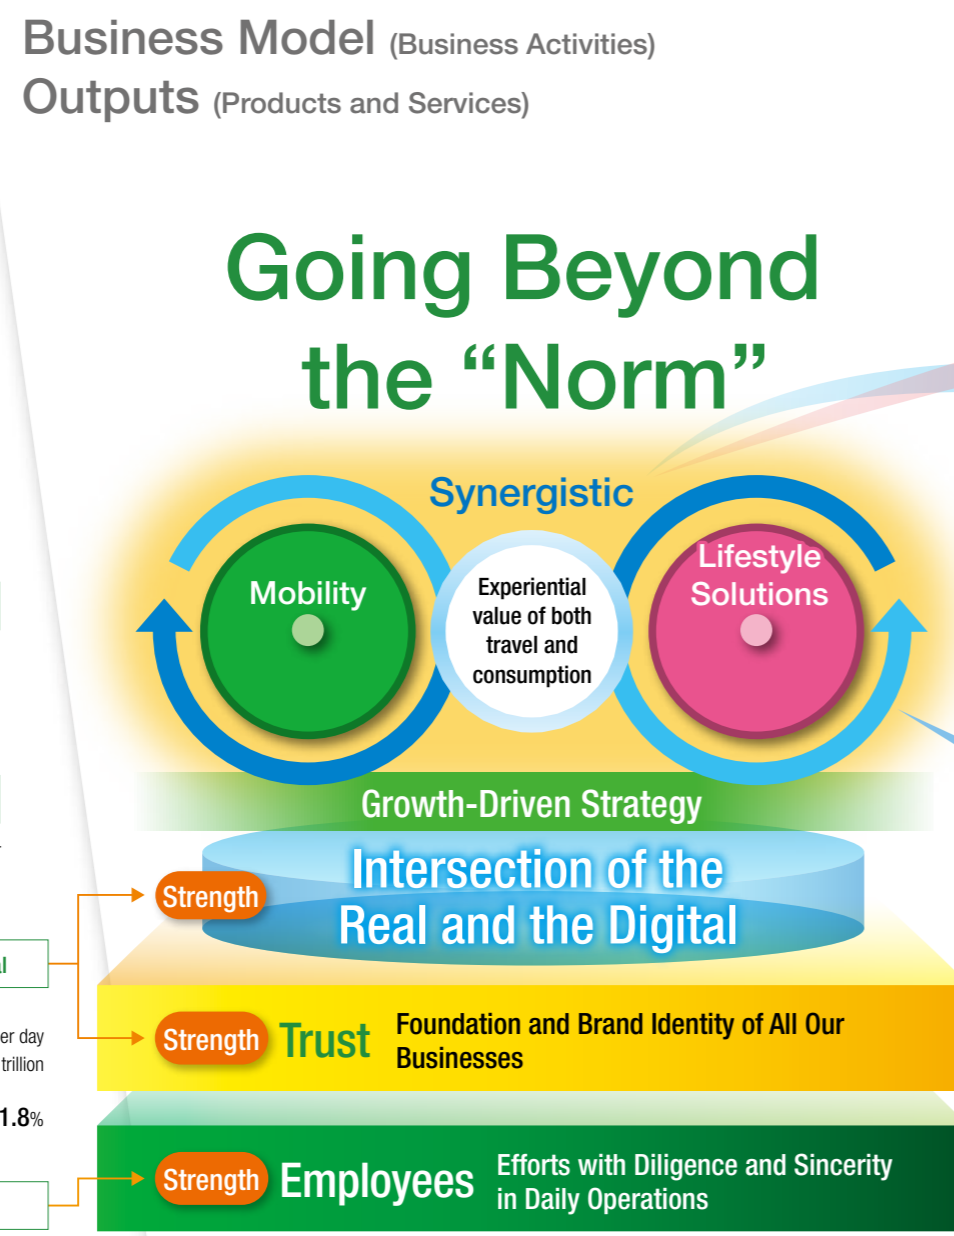 Business Model (Business Activities)
Outputs (Products and Services)
Going Beyond
the “Norm”
Synergistic
Mobility
Experiential
value of both
travel and
consumption
Lifestyle
Solutions
Growth-Driven Strategy
Strength
Intersection of the
Real and the Digital
er day
trillion
1.8%
Strength
Trust
Foundation and Brand Identity of All Our
Businesses
Strength
Employees
Efforts with Diligence and Sincerity
in Daily Operations